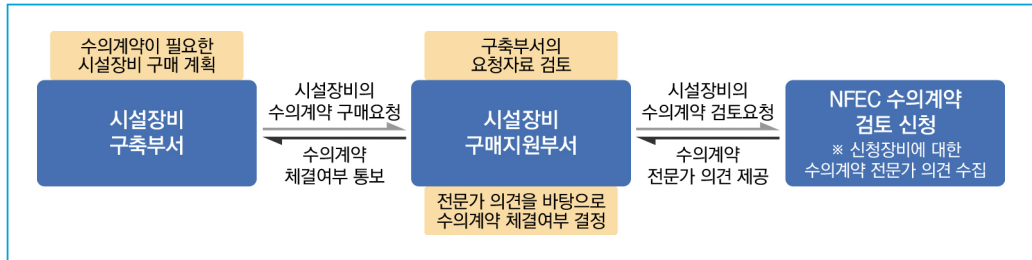 수의계약이 필요한
시설장비 구매 계획
시설장비
구축부서
시설장비의
수의계약 구매요청
수의계약
체결여부 통보
구축부서의
요청자료 검토
시설장비
구매지원부서
전문가 의견을 바탕으로
수의계약 체결여부 결정
시설장비의
수의계약 검토요청
수의계약
전문가 의견 제공
NFEC 수의계약
검토 신청
※ 신청장비에 대한
수의계약 전문가 의견 수집